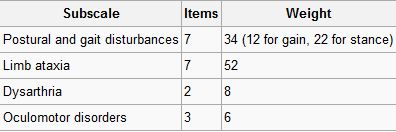 Subscale Items Weight
Postural and gait disturbances 7 34 (12 for gain, 22 for stance)
Limb ataxia 7 52
Dysarthria 2 8
Oculomotor disorders 3 6